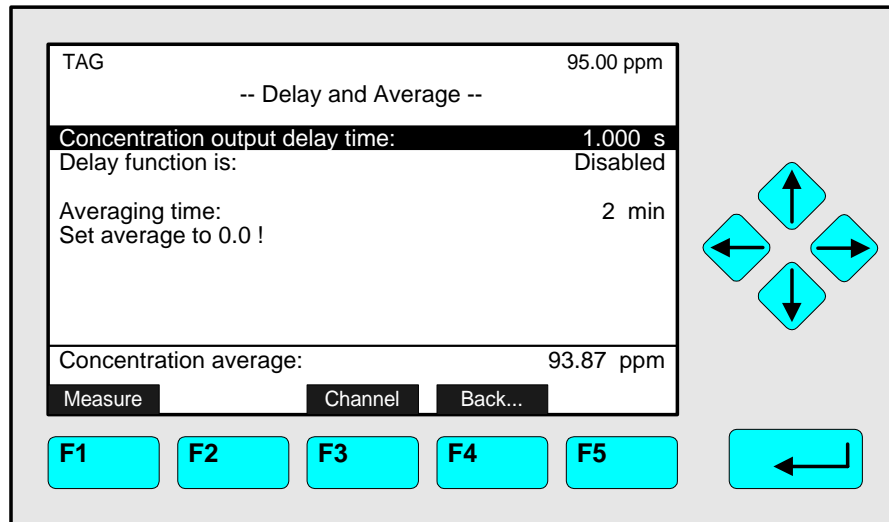 TAG 95.00 ppm
-- Delay and Average --
Concentration output delay time: 1.000 s
Delay function is: Disabled
Averaging time: 2 min
Set average to 0.0 !
Concentration average: 93.87 ppm
Measure Channel Back...
F1 F2 F3 F4 F5